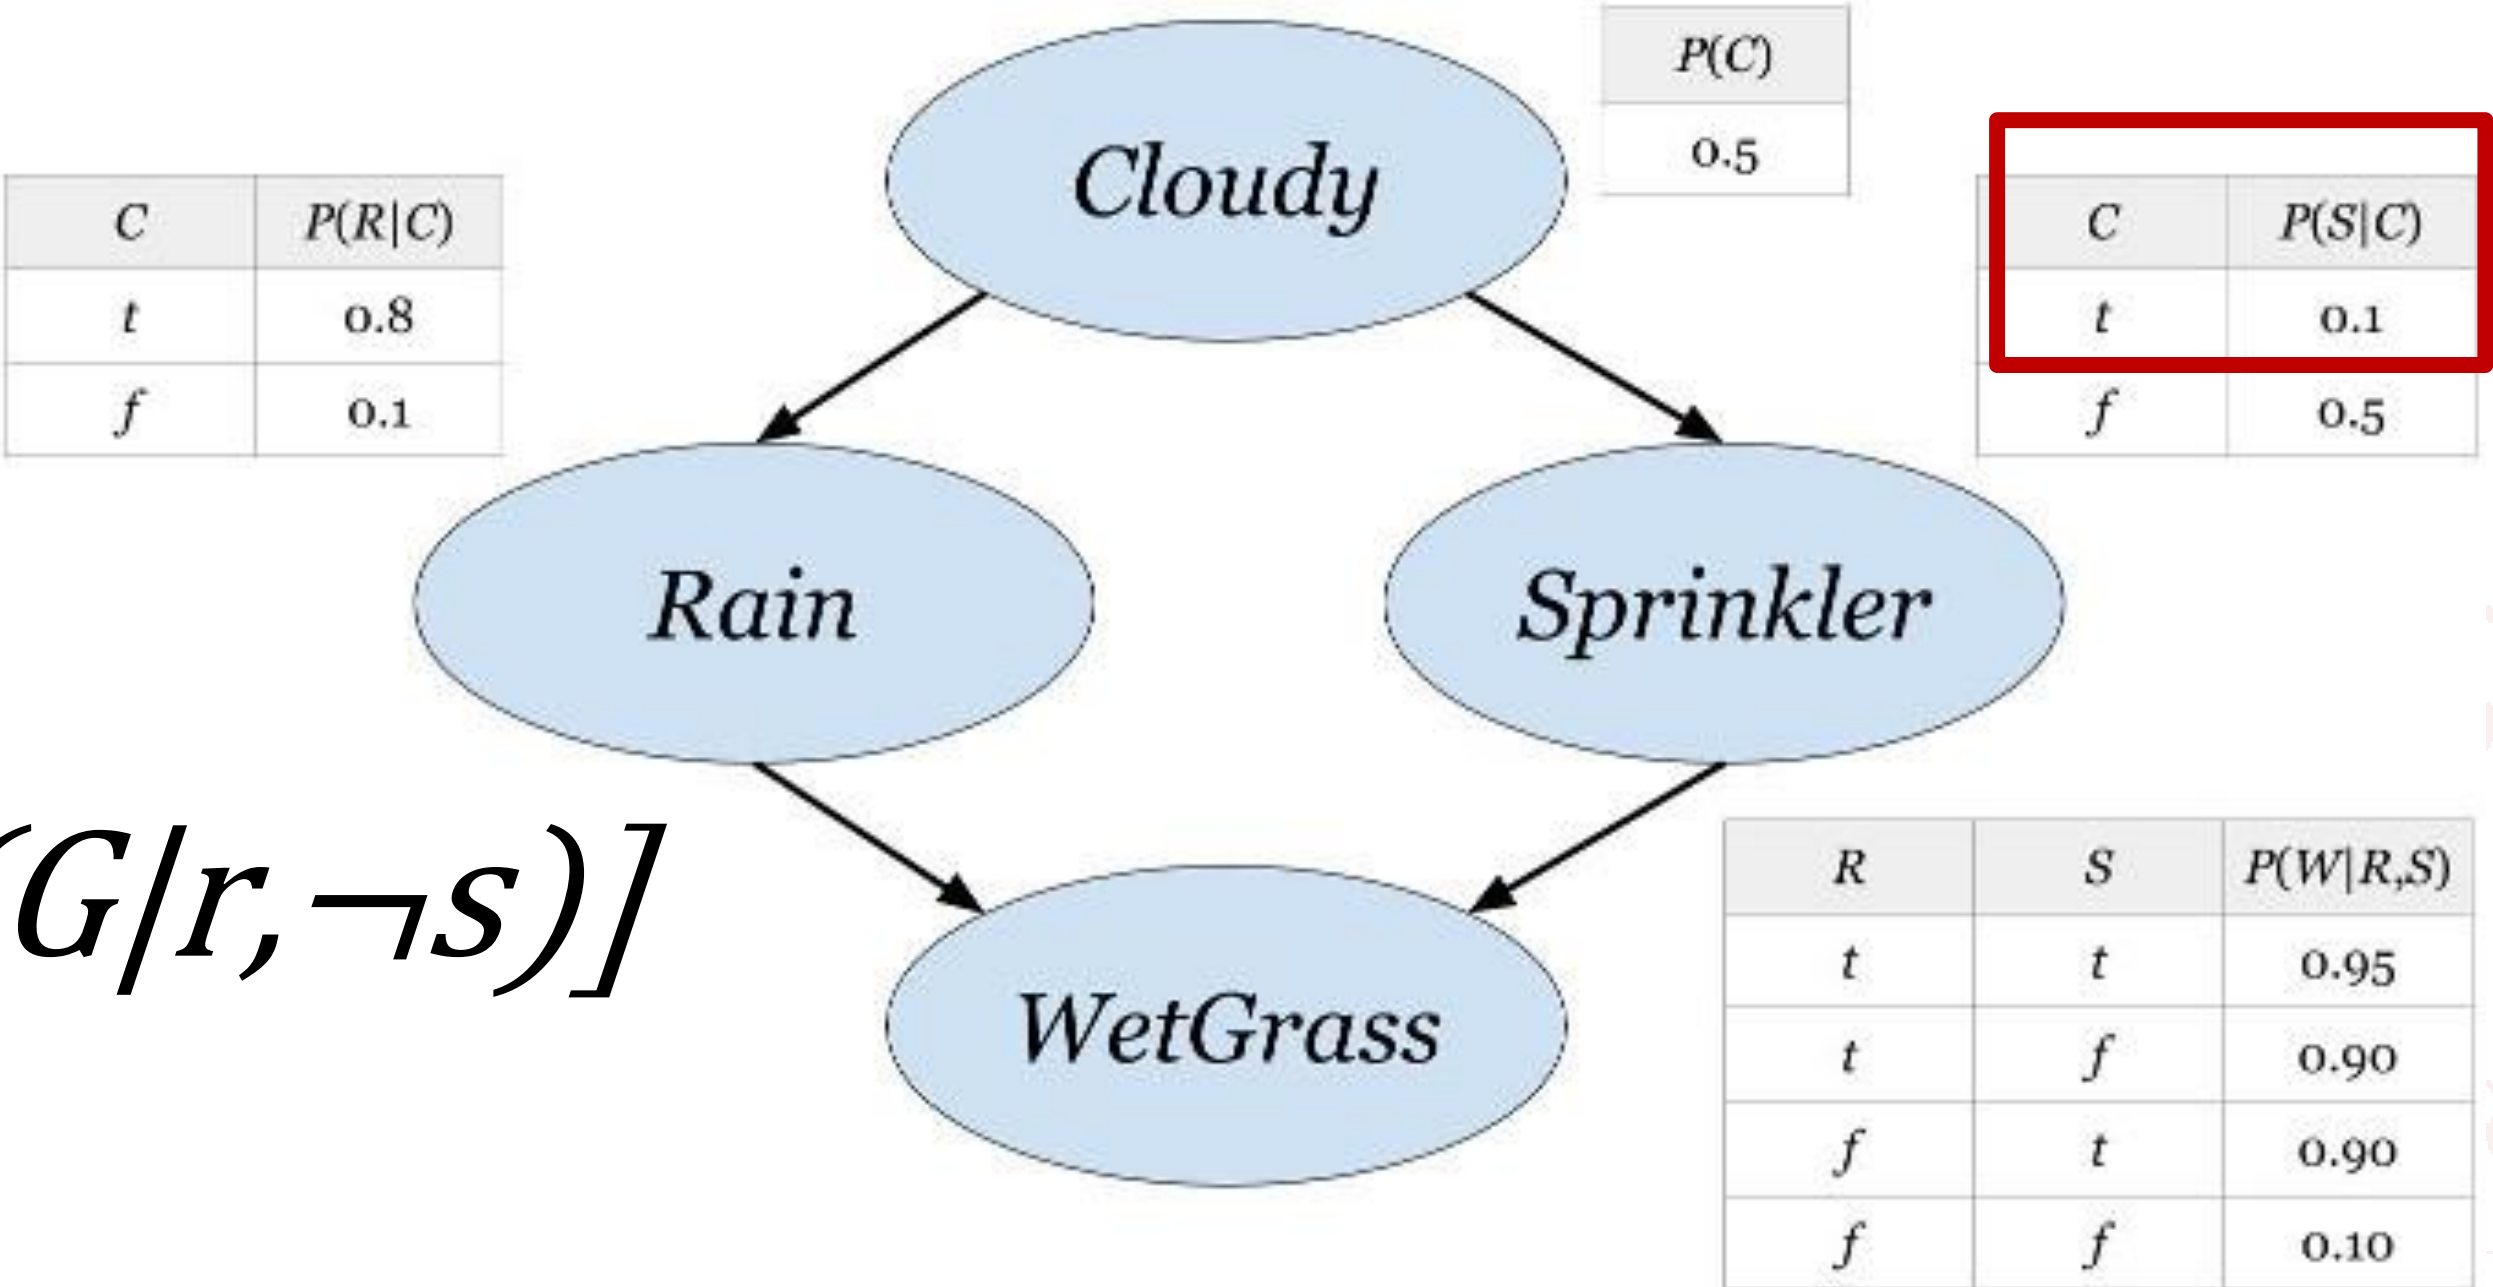 P(C)
0.5
Cloudy
C P(R|C)
t 0.8
f 0.1
C P(S|C)
t 0.1
f 0.5
Rain
Sprinkler
(G|r,¬s)]
WetGrass
R S P(W|R,S)
t t 0.95
t f 0.90
f t 0.90
f f 0.10